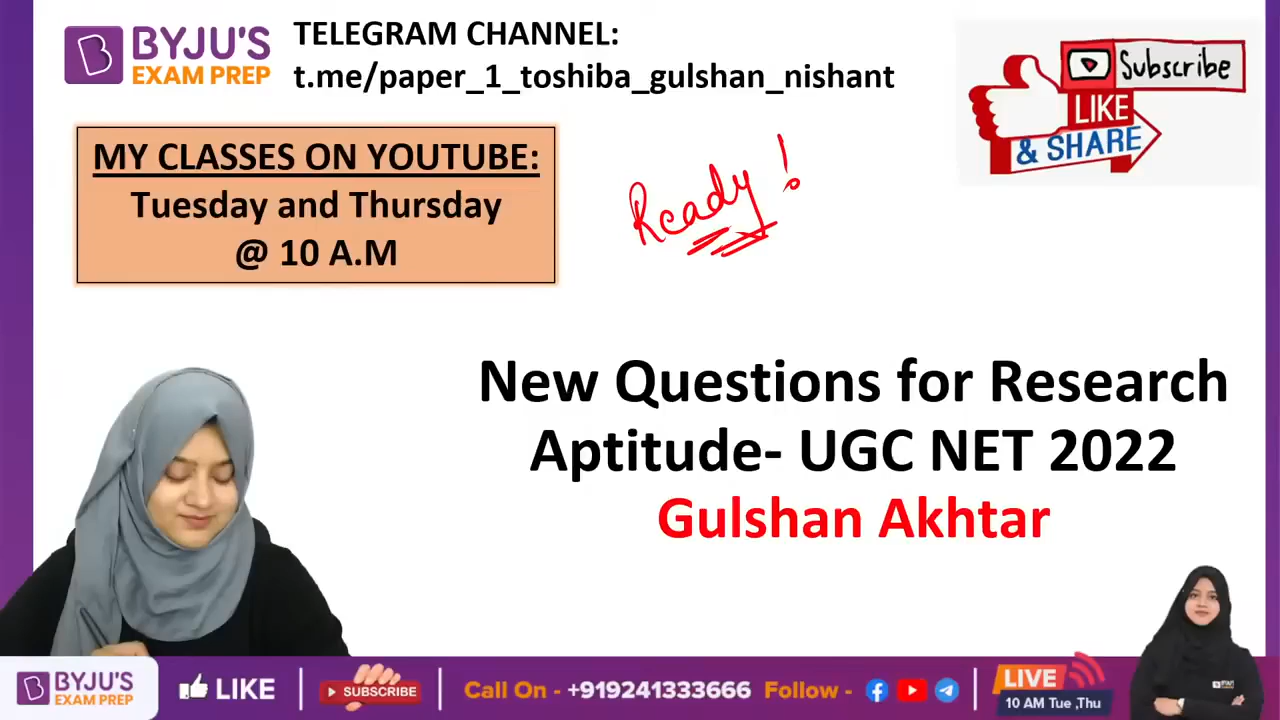 BYJU'S
EXAM PREP
TELEGRAM CHANNEL:
t.me/paper_1_toshiba_gulshan_nishant
Subscribe
LIKE
& SHARE
MY CLASSES ON YOUTUBE:
Tuesday and Thursday
@ 10 A.M
Ready!
New Questions for Research
Aptitude- UGC NET 2022
Gulshan Akhtar
BYJU'S
EXAM PREP
LIKE
SUBSCRIBE
Call On - +919241333666 Follow -
LIVE
10 AM Tue ,Thu